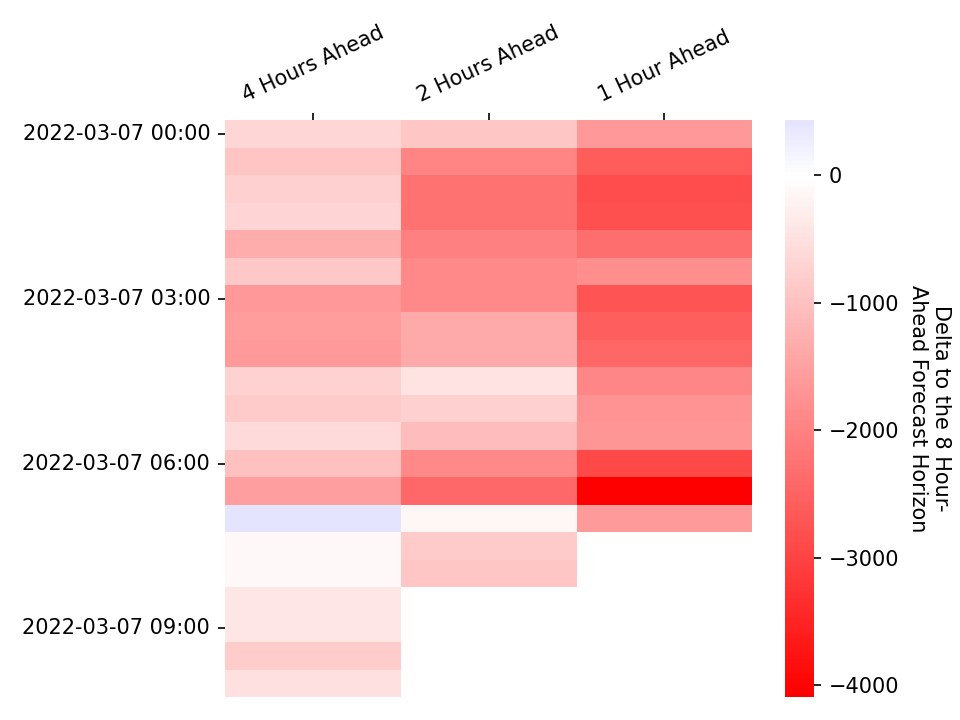 4 Hours Ahead
2 Hours Ahead
1 Hour Ahead
2022-03-07 00:00
2022-03-07 03:00
2022-03-07 06:00
2022-03-07 09:00
0
−1000
−2000
−3000
−4000
Delta to the 8 Hour-
Ahead Forecast Horizon